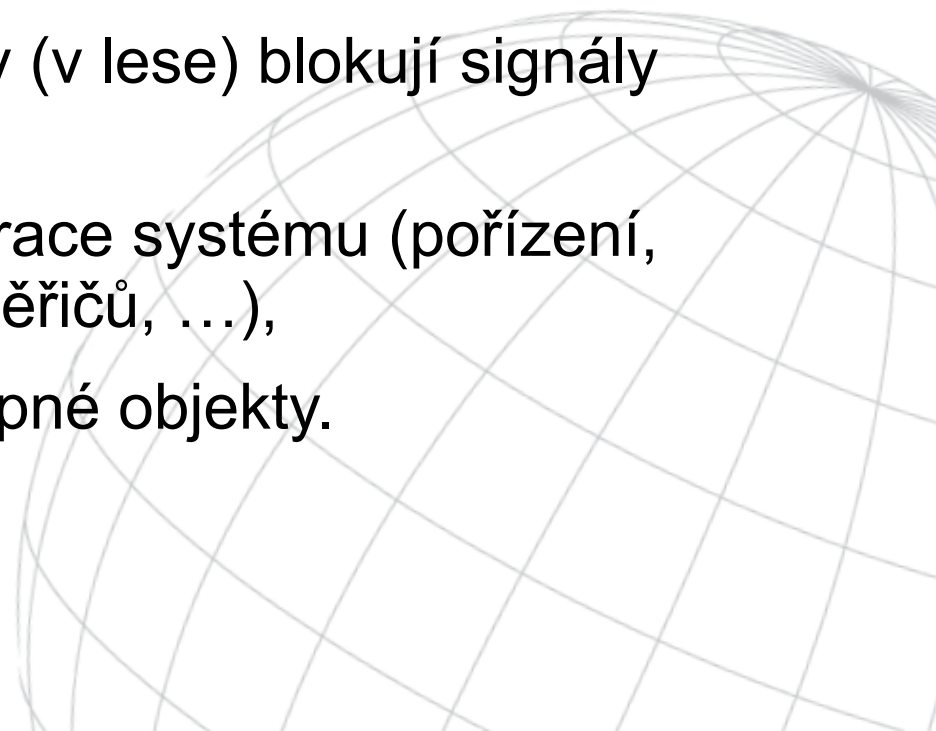 (v lese) blokují signály
race systému (pořízení,
ěřičů, …),
pné objekty.